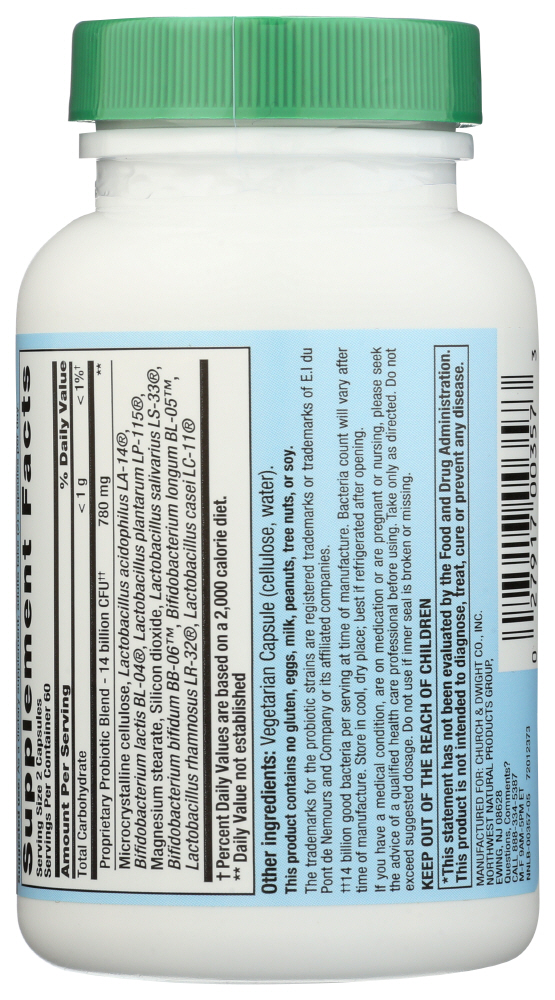 Supplement Facts
Serving Size 2 Capsules
Servings Per Container 60
Amount Per Serving % Daily Value
Total Carbohydrate < 1 g < 1%†
Proprietary Probiotic Blend - 14 billion CFU†† 780 mg **
Microcrystalline cellulose, Lactobacillus acidophilus LA-14®,
Bifidobacterium lactis BL-04®, Lactobacillus plantarum LP-115®,
Magnesium stearate, Silicon dioxide, Lactobacillus salivarius LS-33®,
Bifidobacterium bifidum BB-06™, Bifidobacterium longum BL-05™,
Lactobacillus rhamnosus LR-32®, Lactobacillus casei LC-11®
† Percent Daily Values are based on a 2,000 calorie diet.
** Daily Value not established
Other ingredients: Vegetarian Capsule (cellulose, water).
This product contains no gluten, eggs, milk, peanuts, tree nuts, or soy.
The trademarks for the probiotic strains are registered trademarks or trademarks of E.I du
Pont de Nemours and Company or its affiliated companies.
††14 billion good bacteria per serving at time of manufacture. Bacteria count will vary after
time of manufacture. Store in cool, dry place; best if refrigerated after opening.
If you have a medical condition, are on medication or are pregnant or nursing, please seek
the advice of a qualified health care professional before using. Take only as directed. Do not
exceed suggested dosage. Do not use if inner seal is broken or missing.
KEEP OUT OF THE REACH OF CHILDREN
*This statement has not been evaluated by the Food and Drug Administration.
This product is not intended to diagnose, treat, cure or prevent any disease.
MANUFACTURED FOR: CHURCH & DWIGHT CO., INC.
NORTHWEST NATURAL PRODUCTS GROUP,
EWING, NJ 08628
Questions, Comments?
CALL 888-334-5387
M-F 9AM-5PM ET
RNLR-00357-05 72012373
0 27917 00357 3